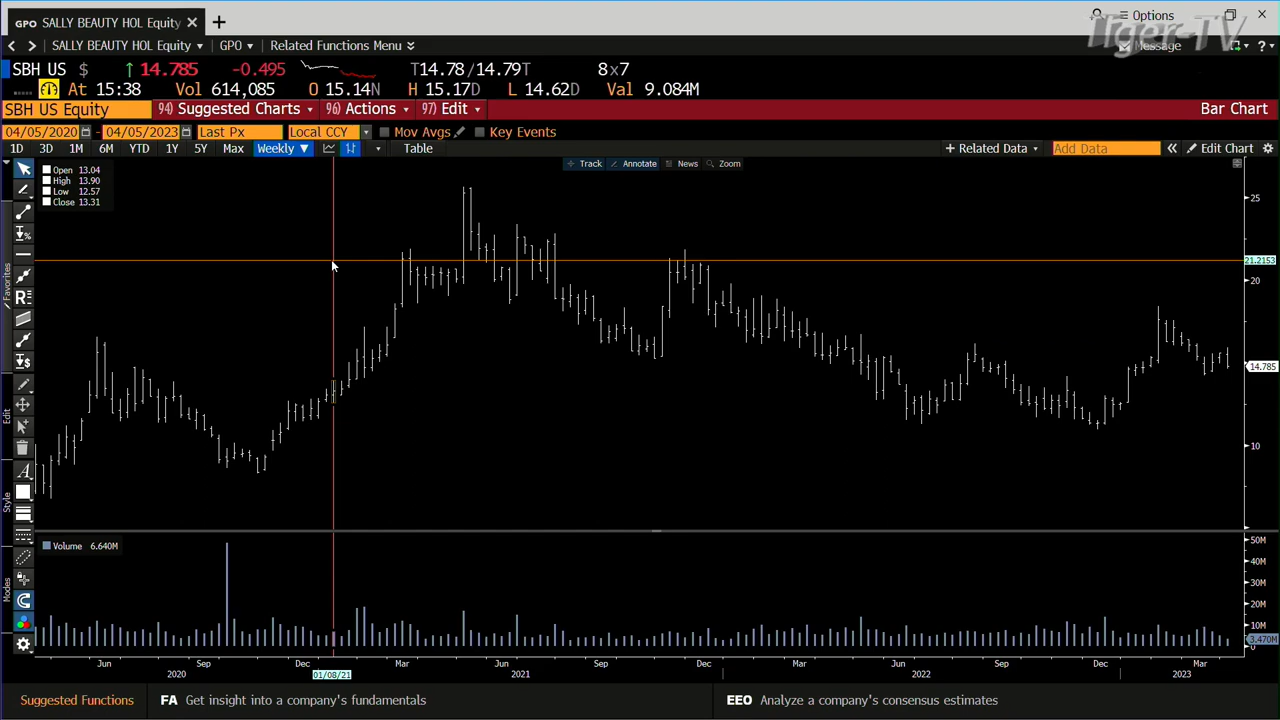 GPO SALLY BEAUTY HOL Equity
Options
Tiger-TV
SALLY BEAUTY HOL Equity GPO Related Functions Menu Message ?
SBH US $ ↑ 14.785 -0.495 T14.78 / 14.79T 8x7
At 15:38 Vol 614,085 O 15.14N H 15.17D L 14.62D Val 9.084M
SBH US Equity 94) Suggested Charts 96) Actions 97) Edit Bar Chart
04/05/2020 - 04/05/2023 Last Px Local CCY Mov Avgs Key Events
1D 3D 1M 6M YTD 1Y 5Y Max Weekly ▼ Table + Related Data Add Data « Edit Chart
Track Annotate News Zoom
Open 13.04
High 13.90
Low 12.57
Close 13.31
25
21.2153
20
14.785
10
Favorites
Edit
Style
Modes
Volume 6.640M
50M
40M
30M
20M
10M
3.470M
0
Jun Sep Dec Mar Jun Sep Dec Mar Jun Sep Dec Mar
2020 01/08/21 2021 2022 2023
Suggested Functions FA Get insight into a company's fundamentals EEO Analyze a company's consensus estimates